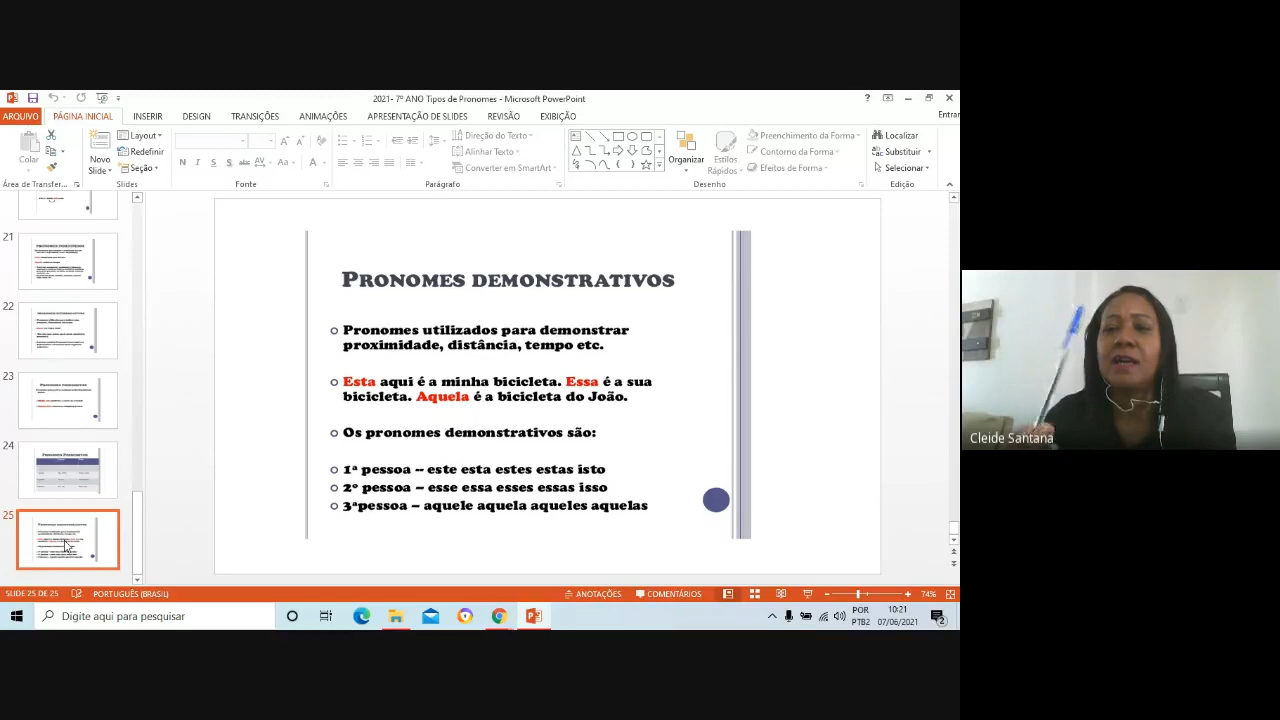 2021- 7º ANO Tipos de Pronomes - Microsoft PowerPoint
Entrar
ARQUIVO PÁGINA INICIAL INSERIR DESIGN TRANSIÇÕES ANIMAÇÕES APRESENTAÇÃO DE SLIDES REVISÃO EXIBIÇÃO
Colar
Novo
Slide
Layout
Redefinir
Seção
N I S S abc AV Aa A
Direção do Texto
Alinhar Texto
Converter em SmartArt
Organizar
Estilos
Rápidos
Preenchimento da Forma
Contorno da Forma
Efeitos de Forma
Localizar
Substituir
Selecionar
Área de Transfer... Slides Fonte Parágrafo Desenho Edição
21
22
23
24
25
PRONOMES DEMONSTRATIVOS
Pronomes utilizados para demonstrar
proximidade, distância, tempo etc.
Esta aqui é a minha bicicleta. Essa é a sua
bicicleta. Aquela é a bicicleta do João.
Os pronomes demonstrativos são:
1ª pessoa – este esta estes estas isto
2º pessoa – esse essa esses essas isso
3ªpessoa – aquele aquela aqueles aquelas
Cleide Santana
SLIDE 25 DE 25 PORTUGUÊS (BRASIL) ANOTAÇÕES COMENTÁRIOS 74%
Digite aqui para pesquisar
POR
PTB2
10:21
07/06/2021
2